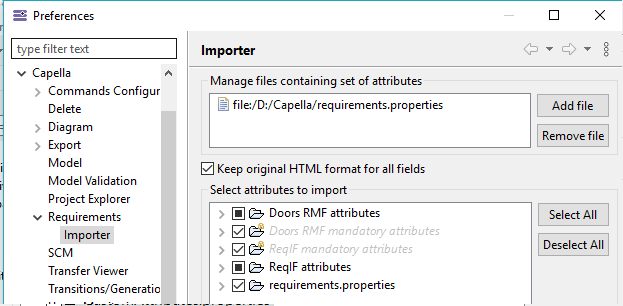 Preferences
type filter text
Capella
Commands Configur
Delete
Diagram
Export
Model
Model Validation
Project Explorer
Requirements
Importer
SCM
Transfer Viewer
Transitions/Generatio
Importer
Manage files containing set of attributes
file:/D:/Capella/requirements.properties
Add file
Remove file
Keep original HTML format for all fields
Select attributes to import
Doors RMF attributes
Doors RMF mandatory attributes
ReqIF mandatory attributes
ReqIF attributes
requirements.properties
Select All
Deselect All